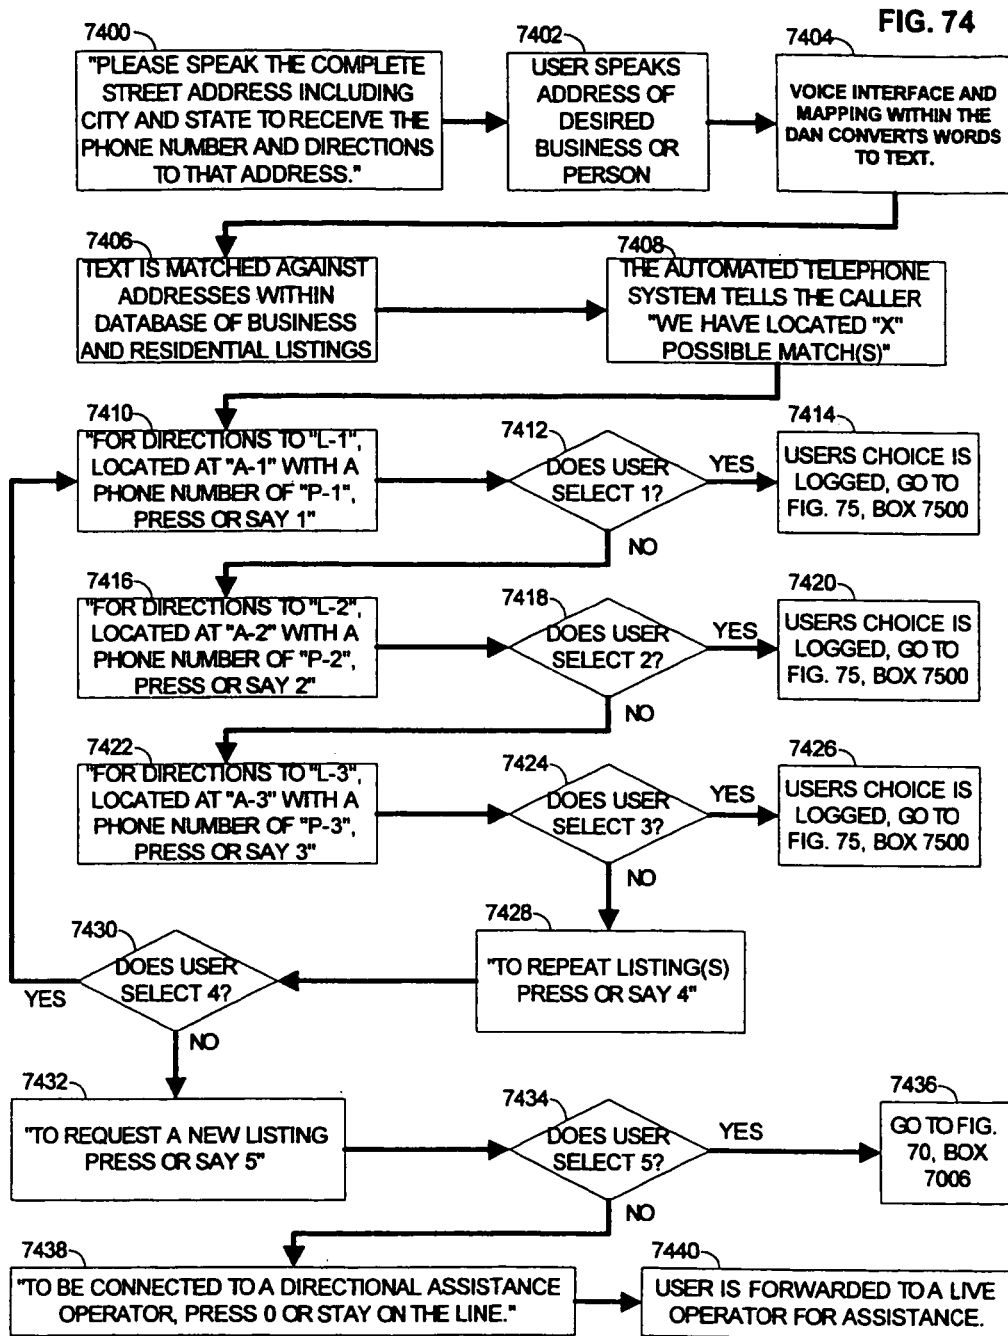 FIG. 74
7400
"PLEASE SPEAK THE COMPLETE
STREET ADDRESS INCLUDING
CITY AND STATE TO RECEIVE THE
PHONE NUMBER AND DIRECTIONS
TO THAT ADDRESS."
7402
USER SPEAKS
ADDRESS OF
DESIRED
BUSINESS OR
PERSON
7404
VOICE INTERFACE AND
MAPPING WITHIN THE
DAN CONVERTS WORDS
TO TEXT.
7406
TEXT IS MATCHED AGAINST
ADDRESSES WITHIN
DATABASE OF BUSINESS
AND RESIDENTIAL LISTINGS
7408
THE AUTOMATED TELEPHONE
SYSTEM TELLS THE CALLER
"WE HAVE LOCATED "X"
POSSIBLE MATCH(S)"
7410
"FOR DIRECTIONS TO "L-1",
LOCATED AT "A-1" WITH A
PHONE NUMBER OF "P-1",
PRESS OR SAY 1"
7412
DOES USER
SELECT 1?
YES
NO
7414
USERS CHOICE IS
LOGGED, GO TO
FIG. 75, BOX 7500
7416
"FOR DIRECTIONS TO "L-2",
LOCATED AT "A-2" WITH A
PHONE NUMBER OF "P-2",
PRESS OR SAY 2"
7418
DOES USER
SELECT 2?
YES
NO
7420
USERS CHOICE IS
LOGGED, GO TO
FIG. 75, BOX 7500
7422
"FOR DIRECTIONS TO "L-3",
LOCATED AT "A-3" WITH A
PHONE NUMBER OF "P-3",
PRESS OR SAY 3"
7424
DOES USER
SELECT 3?
YES
NO
7426
USERS CHOICE IS
LOGGED, GO TO
FIG. 75, BOX 7500
7428
"TO REPEAT LISTING(S)
PRESS OR SAY 4"
7430
DOES USER
SELECT 4?
YES
NO
7432
"TO REQUEST A NEW LISTING
PRESS OR SAY 5"
7434
DOES USER
SELECT 5?
YES
NO
7436
GO TO FIG.
70, BOX
7006
7438
"TO BE CONNECTED TO A DIRECTIONAL ASSISTANCE
OPERATOR, PRESS 0 OR STAY ON THE LINE."
7440
USER IS FORWARDED TO A LIVE
OPERATOR FOR ASSISTANCE.